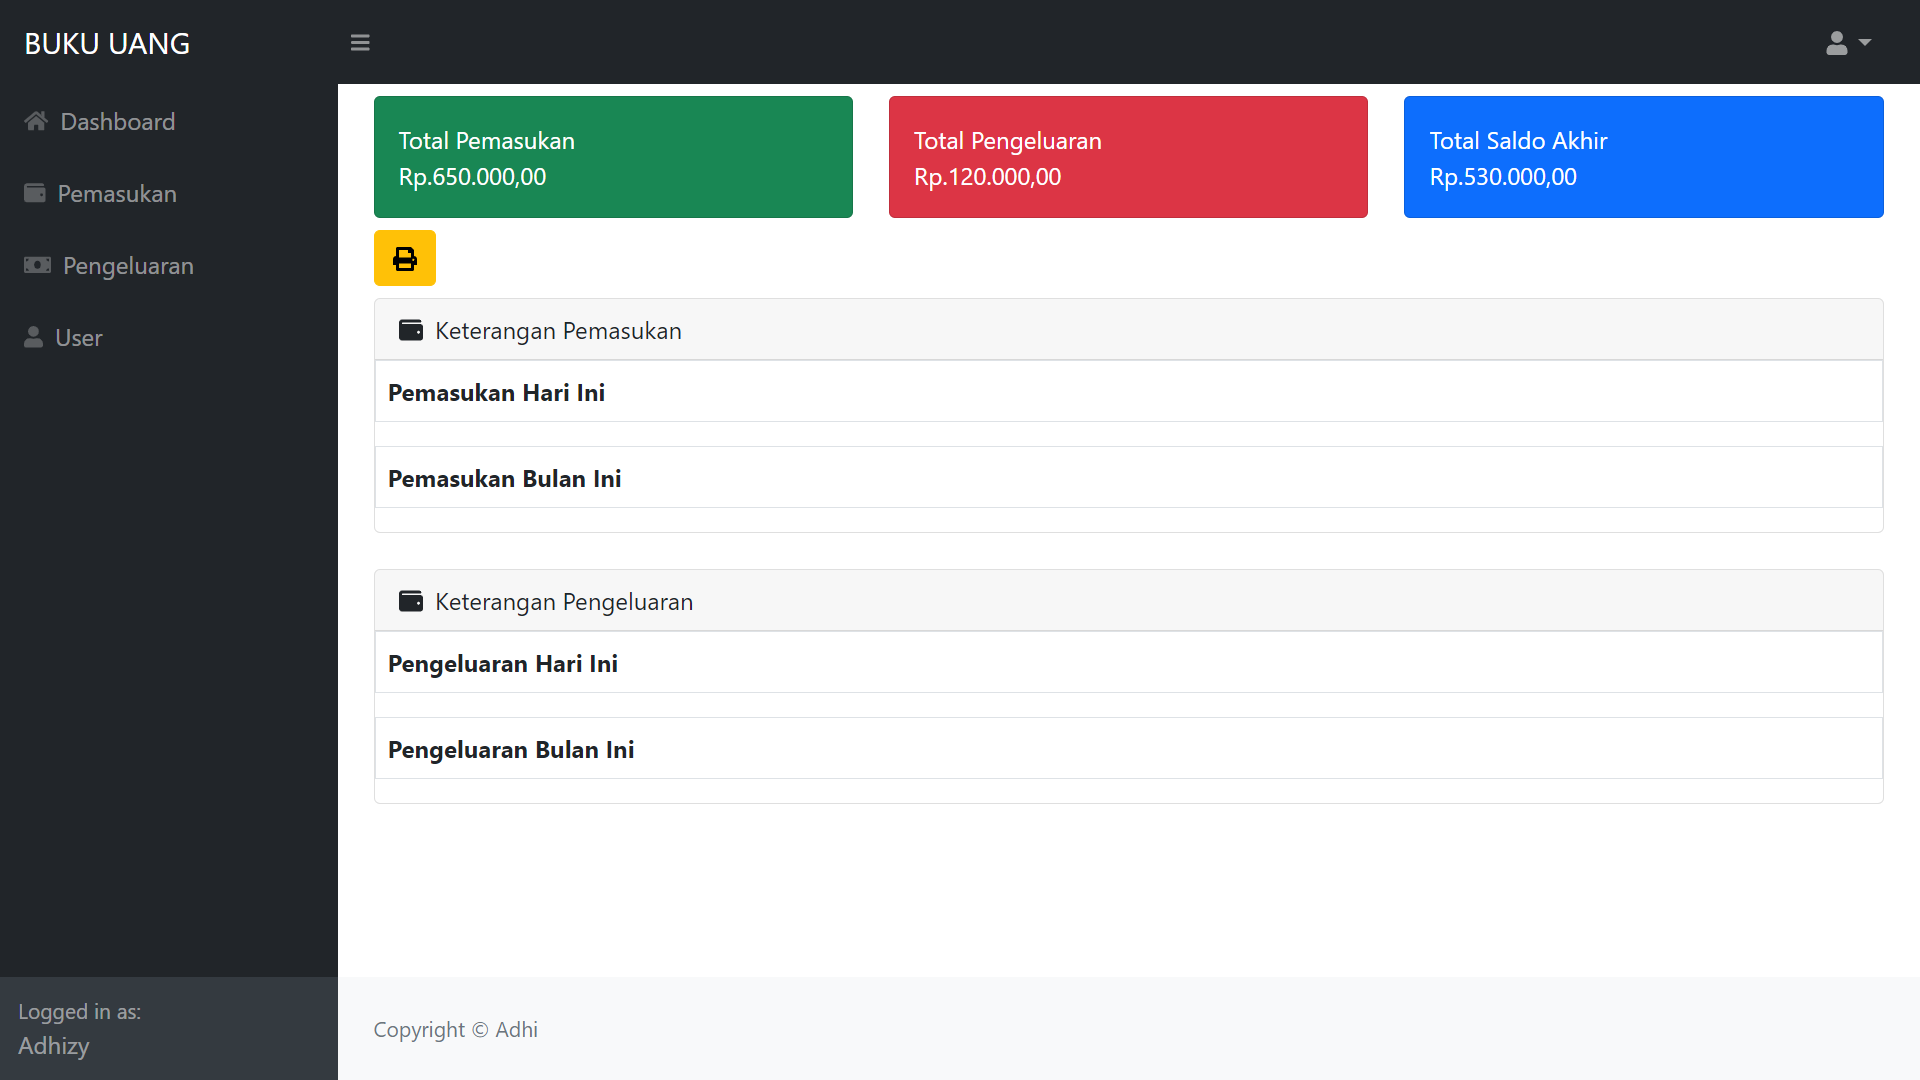 BUKU UANG
Dashboard
Pemasukan
Pengeluaran
User
Logged in as:
Adhizy
Total Pemasukan
Rp.650.000,00
Total Pengeluaran
Rp.120.000,00
Total Saldo Akhir
Rp.530.000,00
Keterangan Pemasukan
Pemasukan Hari Ini
Pemasukan Bulan Ini
Keterangan Pengeluaran
Pengeluaran Hari Ini
Pengeluaran Bulan Ini
Copyright © Adhi